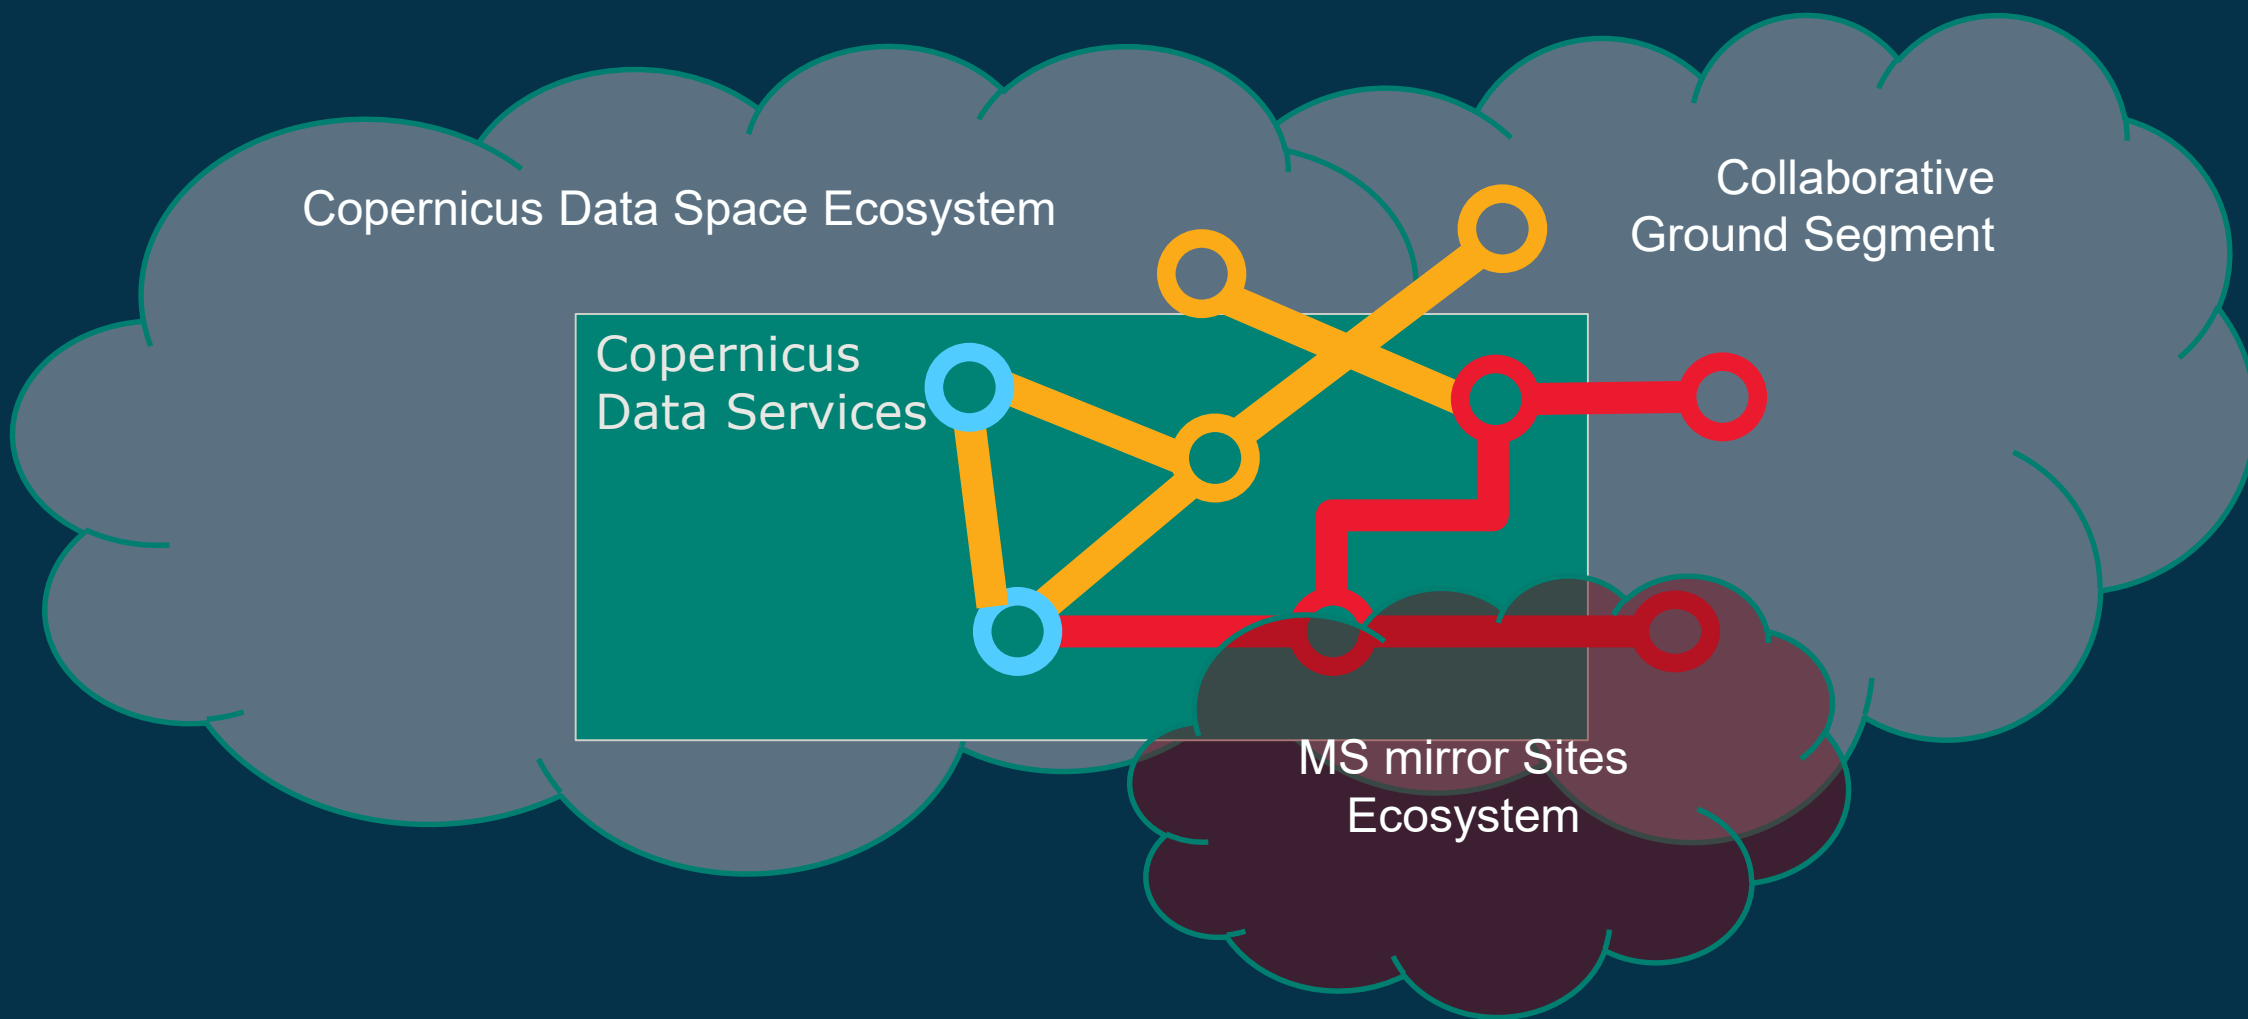 Copernicus Data Space Ecosystem
Collaborative
Ground Segment
Copernicus
Data Services
MS mirror Sites
Ecosystem